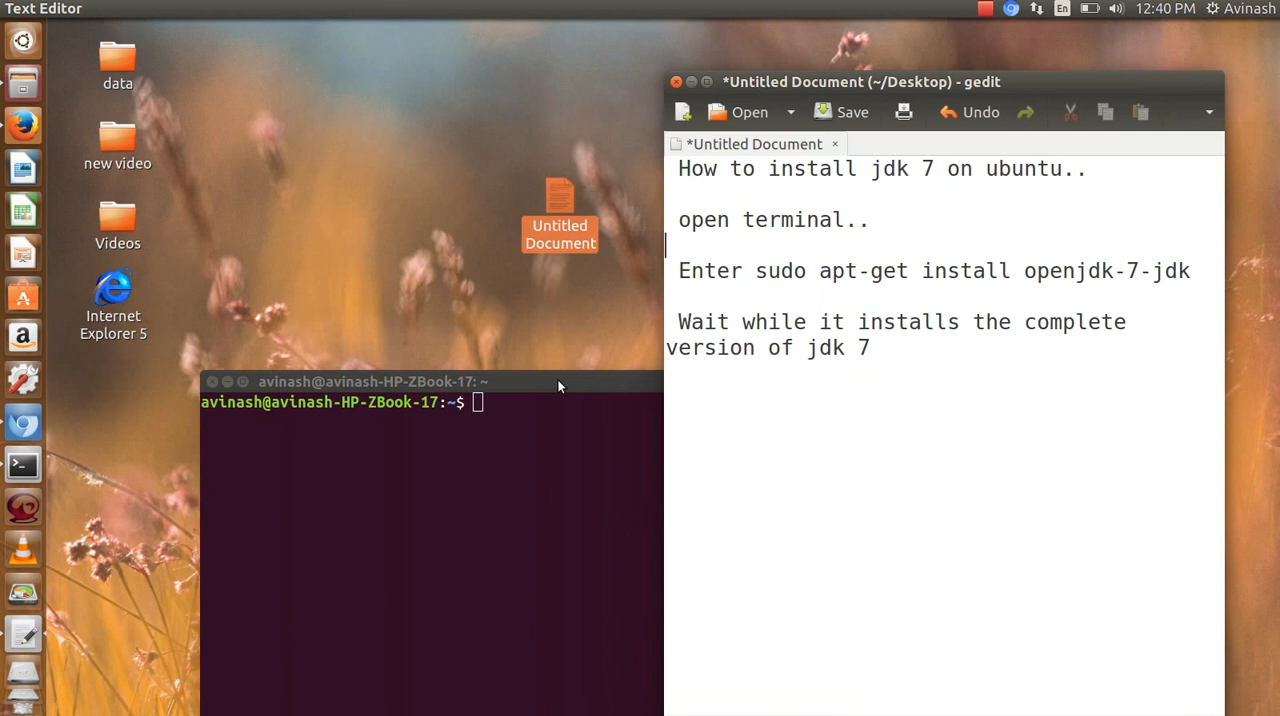 Text Editor
En
12:40 PM
Avinash
data
new video
Videos
Internet
Explorer 5
Untitled
Document
avinash@avinash-HP-ZBook-17: ~
avinash@avinash-HP-ZBook-17:~$
*Untitled Document (~/Desktop) - gedit
Open
Save
Undo
*Untitled Document ×
How to install jdk 7 on ubuntu..
open terminal..
Enter sudo apt-get install openjdk-7-jdk
Wait while it installs the complete
version of jdk 7